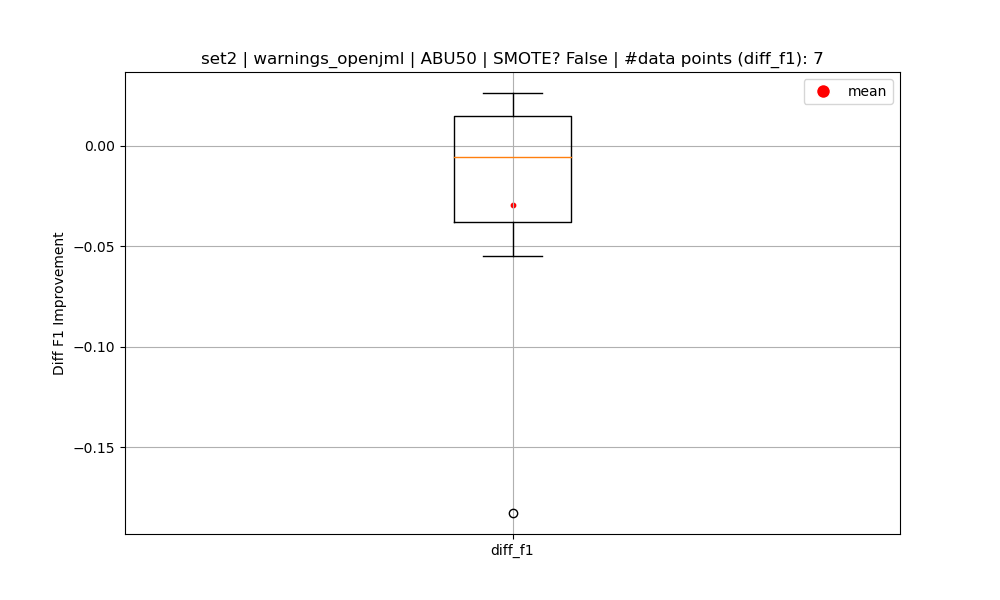 set2 | warnings_openjml | ABU50 | SMOTE? False | #data points (diff_f1): 7
mean
0.00
−0.05
−0.10
−0.15
Diff F1 Improvement
diff_f1